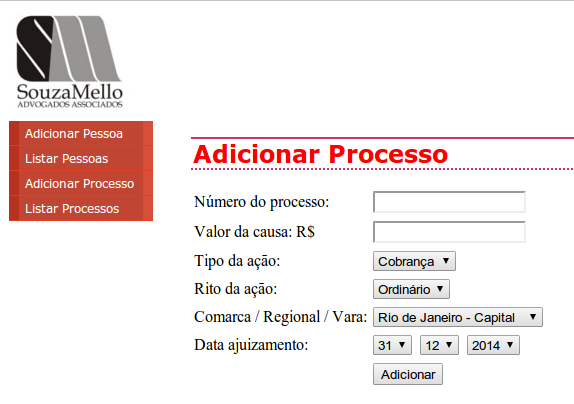 SouzaMello
ADVOGADOS ASSOCIADOS
Adicionar Pessoa
Listar Pessoas
Adicionar Processo
Listar Processos
Adicionar Processo
Número do processo:
Valor da causa: R$
Tipo da ação: Cobrança
Rito da ação: Ordinário
Comarca / Regional / Vara: Rio de Janeiro - Capital
Data ajuizamento: 31 12 2014
Adicionar